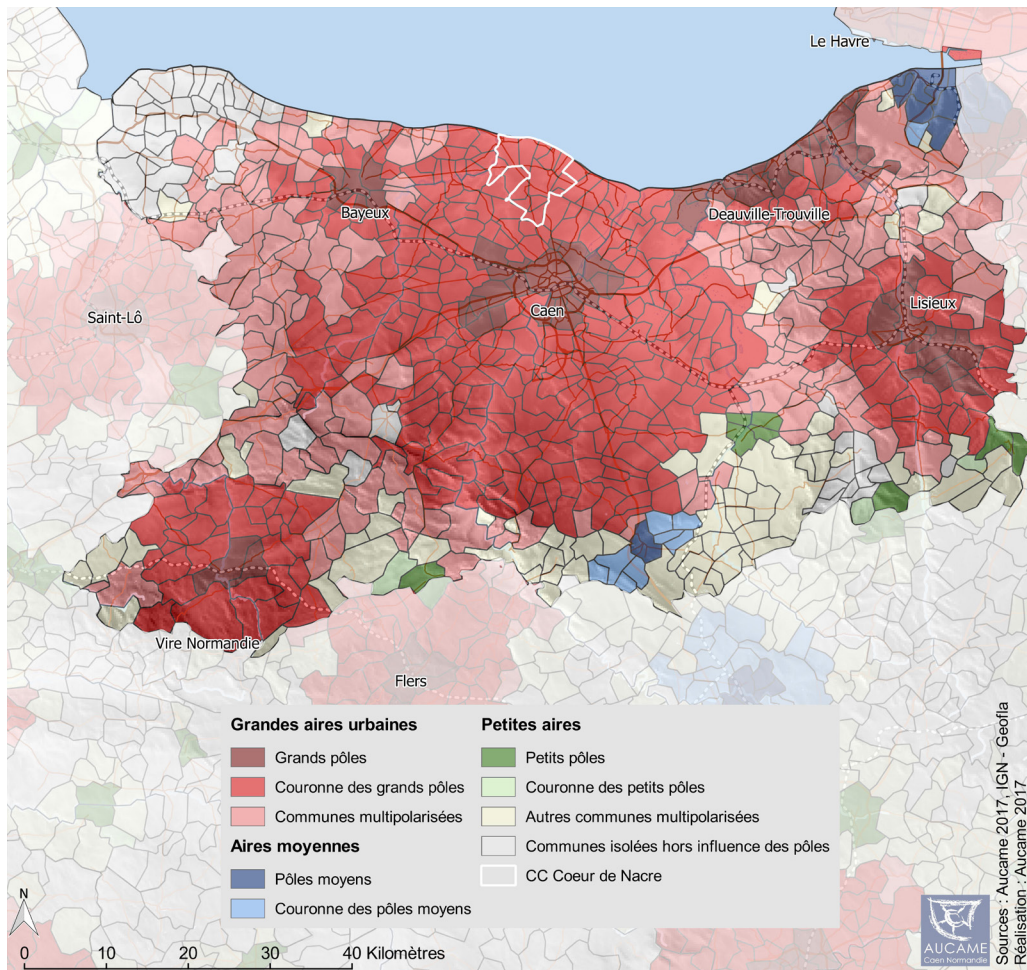 Le Havre
Bayeux
Deauville-Trouville
Caen
Lisieux
Saint-Lô
Vire Normandie
Flers
Grandes aires urbaines
Grands pôles
Couronne des grands pôles
Communes multipolarisées
Aires moyennes
Pôles moyens
Couronne des pôles moyens
Petites aires
Petits pôles
Couronne des petits pôles
Autres communes multipolarisées
Communes isolées hors influence des pôles
CC Coeur de Nacre
N
0 10 20 30 40 Kilomètres
AUCAME
Caen Normandie
Sources : Aucame 2017, IGN - Geofla
Réalisation : Aucame 2017